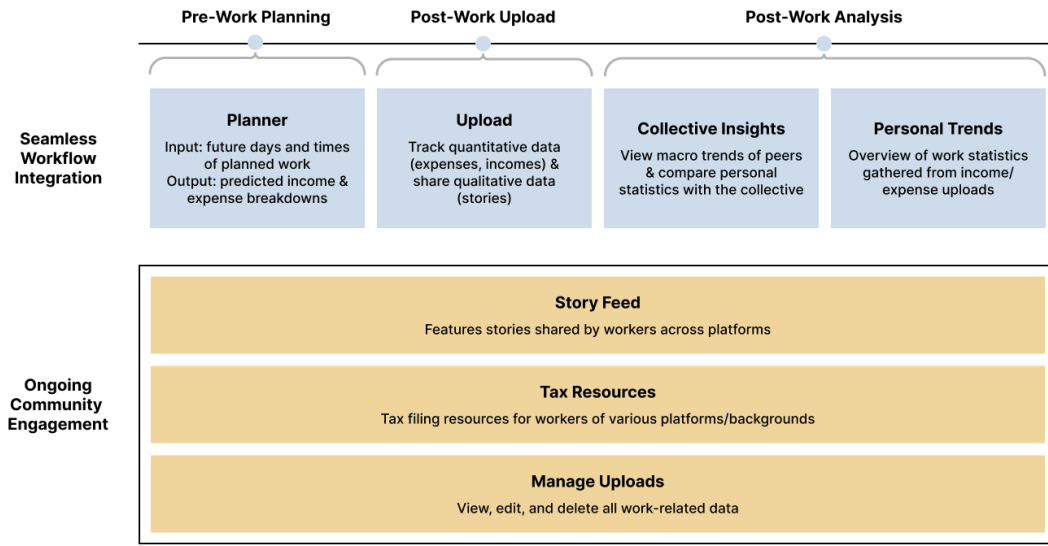 Pre-Work Planning
Post-Work Upload
Post-Work Analysis
Seamless
Workflow
Integration
Planner
Input: future days and times
of planned work
Output: predicted income &
expense breakdowns
Upload
Track quantitative data
(expenses, incomes) &
share qualitative data
(stories)
Collective Insights
View macro trends of peers
& compare personal
statistics with the collective
Personal Trends
Overview of work statistics
gathered from income/
expense uploads
Ongoing
Community
Engagement
Story Feed
Features stories shared by workers across platforms
Tax Resources
Tax filing resources for workers of various platforms/backgrounds
Manage Uploads
View, edit, and delete all work-related data